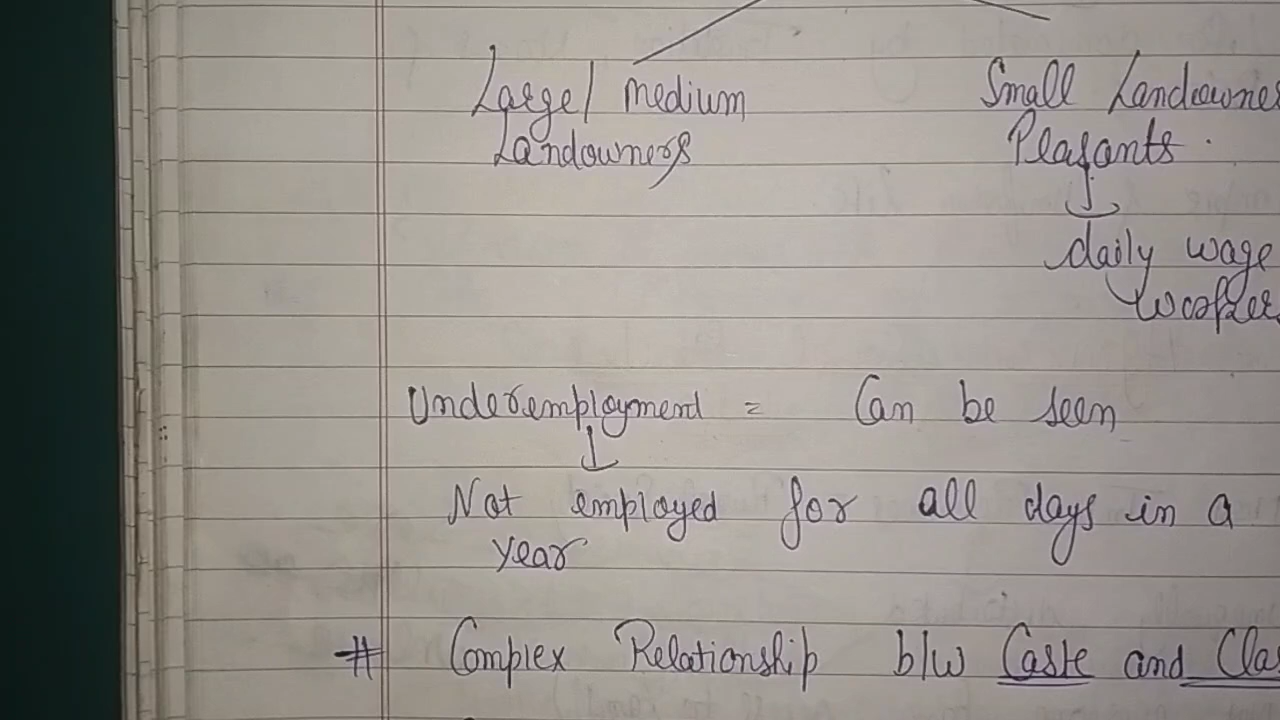 Large/ medium
Landowners
Small Landowne
Peasants.
daily wage
Worker
Underemployment = Can be seen
Not employed for all days in a
year
# Complex Relationship b/w Caste and Clas